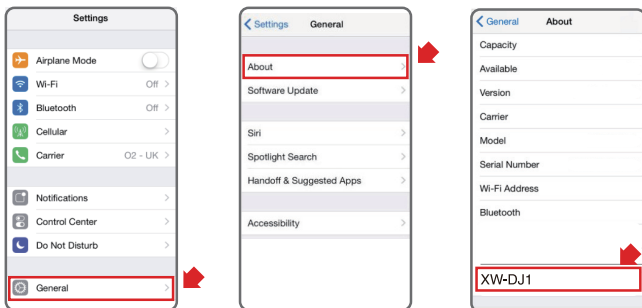 Settings
Airplane Mode
Wi-Fi Off
Bluetooth Off
Cellular
Carrier O2 - UK
Notifications
Control Center
Do Not Disturb
General
Settings General
About
Software Update
Siri
Spotlight Search
Handoff & Suggested Apps
Accessibility
General About
Capacity
Available
Version
Carrier
Model
Serial Number
Wi-Fi Address
Bluetooth
XW-DJ1